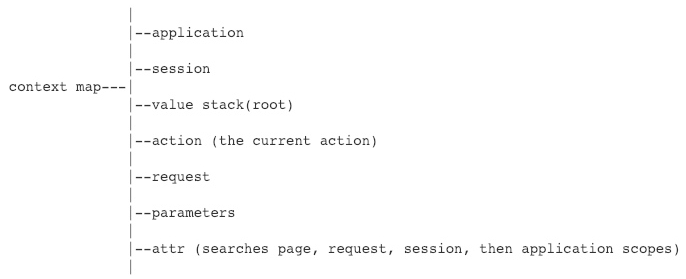 |
|--application
|
|--session
context map---|
|--value stack(root)
|
|--action (the current action)
|
|--request
|
|--parameters
|
|--attr (searches page, request, session, then application scopes)
|